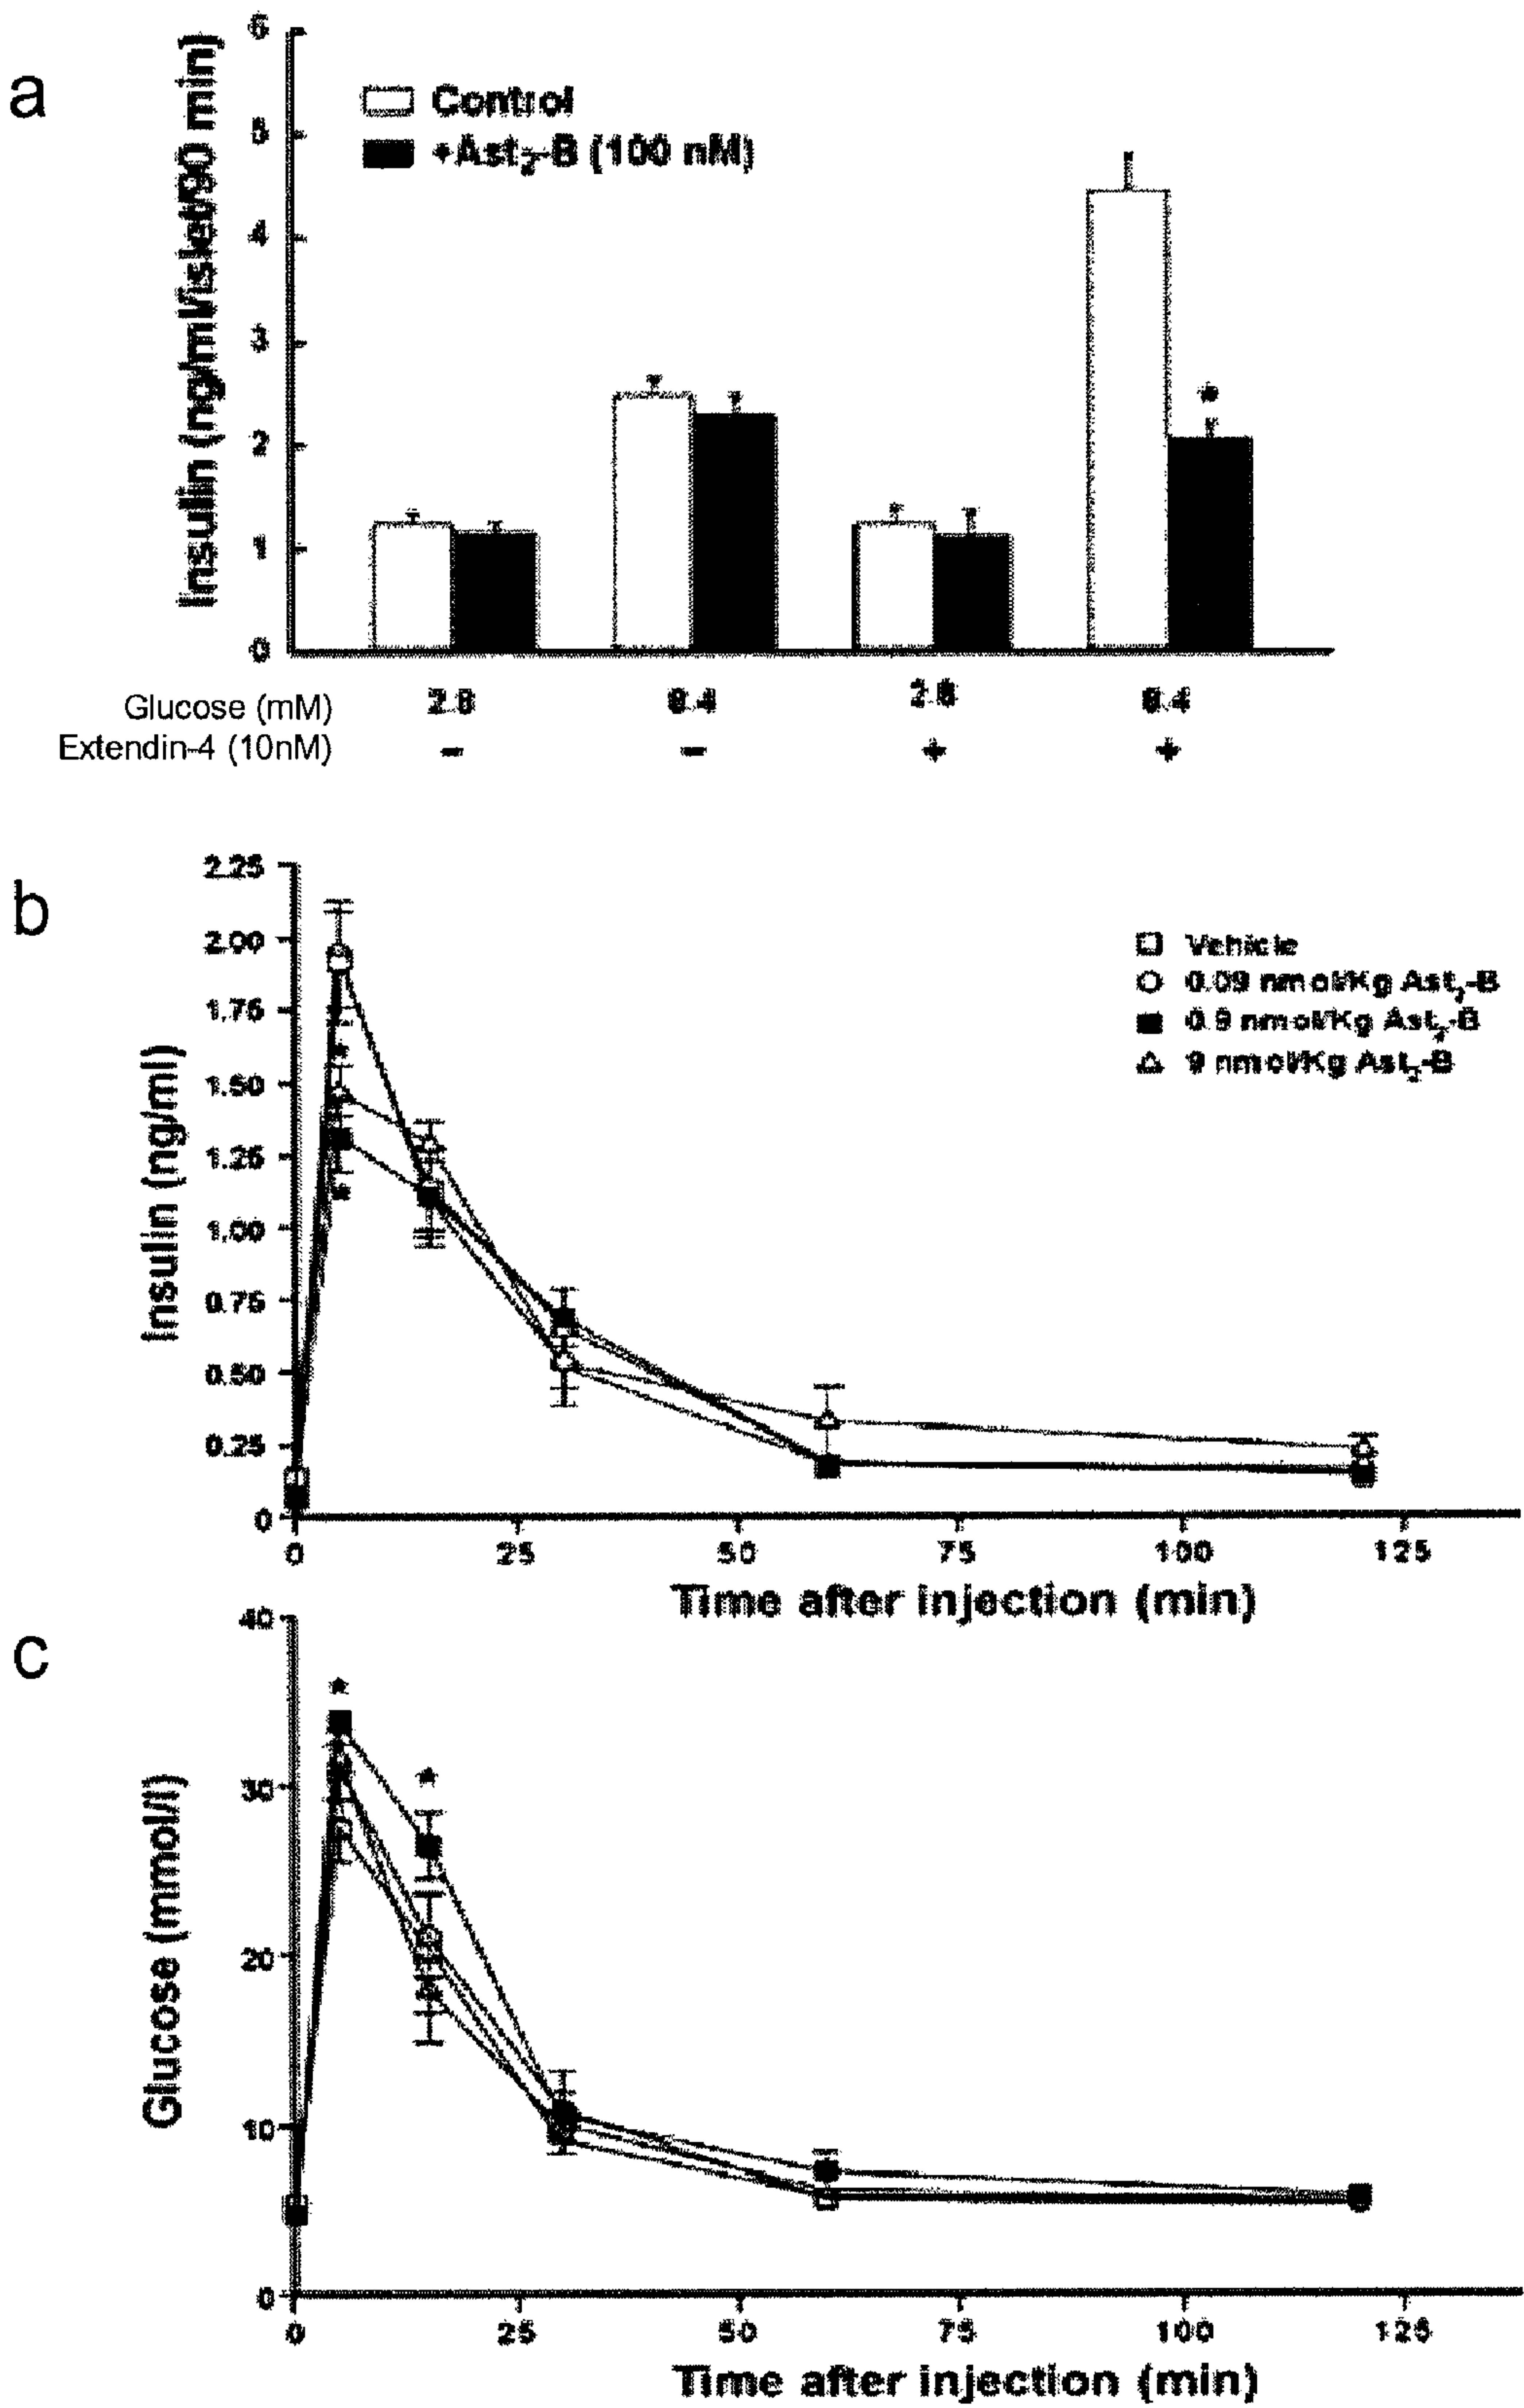 a
Insulin (ng/ml/islet/90 min)
6
5
4
3
2
1
0
Control
+Ast2-B (100 nM)
*
Glucose (mM) 2.8 8.4 2.8 8.4
Extendin-4 (10nM) - - + +
b
Insulin (ng/ml)
2.25
2.00
1.75
1.50
1.25
1.00
0.75
0.50
0.25
0
Vehicle
0.09 nmol/Kg Ast2-B
0.9 nmol/Kg Ast2-B
9 nmol/Kg Ast2-B
*
*
0 25 50 75 100 125
Time after injection (min)
c
Glucose (mmol/l)
40
30
20
10
0
*
*
0 25 50 75 100 125
Time after injection (min)